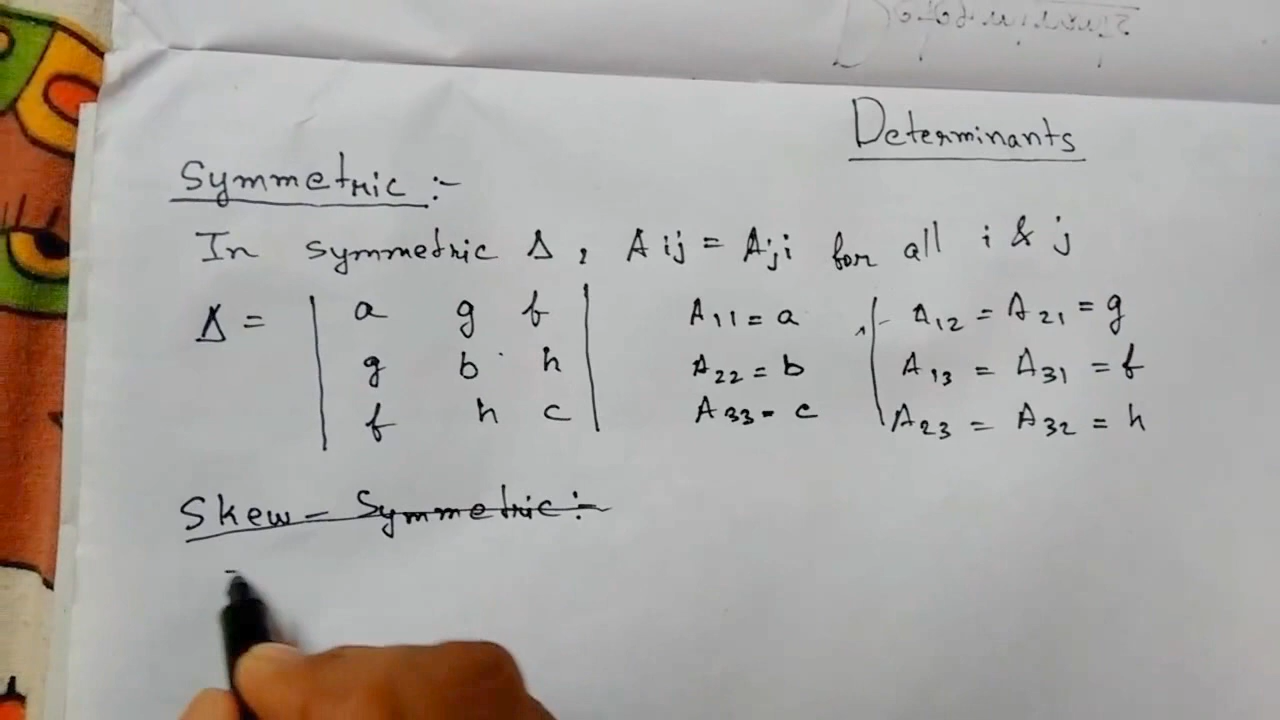 Determinants
Symmetric :-
In symmetric Δ, Aij = Aji for all i & j
Δ = | a g f | A11 = a | A12 = A21 = g
| g b h | A22 = b | A13 = A31 = f
| f h c | A33 = c | A23 = A32 = h
Skew - Symmetric :-